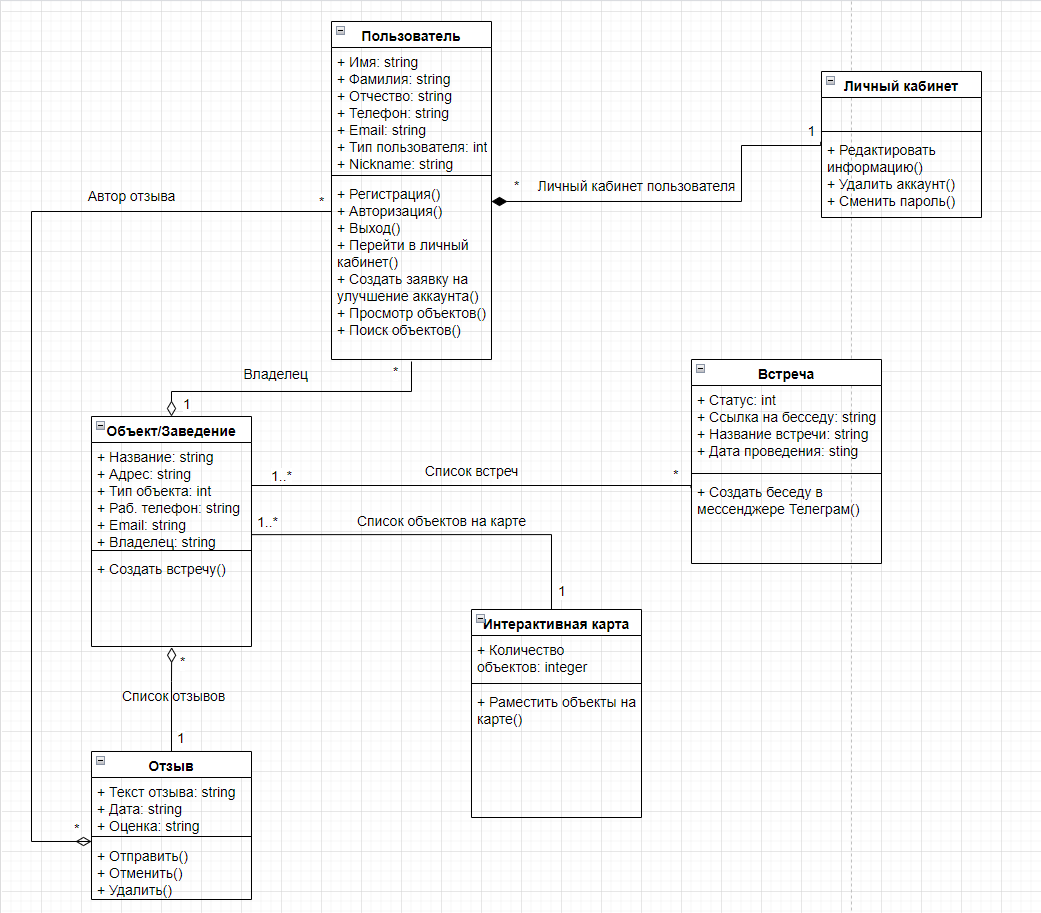 Пользователь
+ Имя: string
+ Фамилия: string
+ Отчество: string
+ Телефон: string
+ Email: string
+ Тип пользователя: int
+ Nickname: string
+ Регистрация()
+ Авторизация()
+ Выход()
+ Перейти в личный
кабинет()
+ Создать заявку на
улучшение аккаунта()
+ Просмотр объектов()
+ Поиск объектов()
Личный кабинет
+ Редактировать
информацию()
+ Удалить аккаунт()
+ Сменить пароль()
1
*
Личный кабинет пользователя
Автор отзыва
*
Владелец
*
1
Объект/Заведение
+ Название: string
+ Адрес: string
+ Тип объекта: int
+ Раб. телефон: string
+ Email: string
+ Владелец: string
+ Создать встречу()
Встреча
+ Статус: int
+ Ссылка на бесседу: string
+ Название встречи: string
+ Дата проведения: sting
+ Создать беседу в
мессенджере Телеграм()
1..*
Список встреч
*
1..*
Список объектов на карте
1
Интерактивная карта
+ Количество
объектов: integer
+ Раместить объекты на
карте()
*
Список отзывов
1
Отзыв
+ Текст отзыва: string
+ Дата: string
+ Оценка: string
+ Отправить()
+ Отменить()
+ Удалить()
*